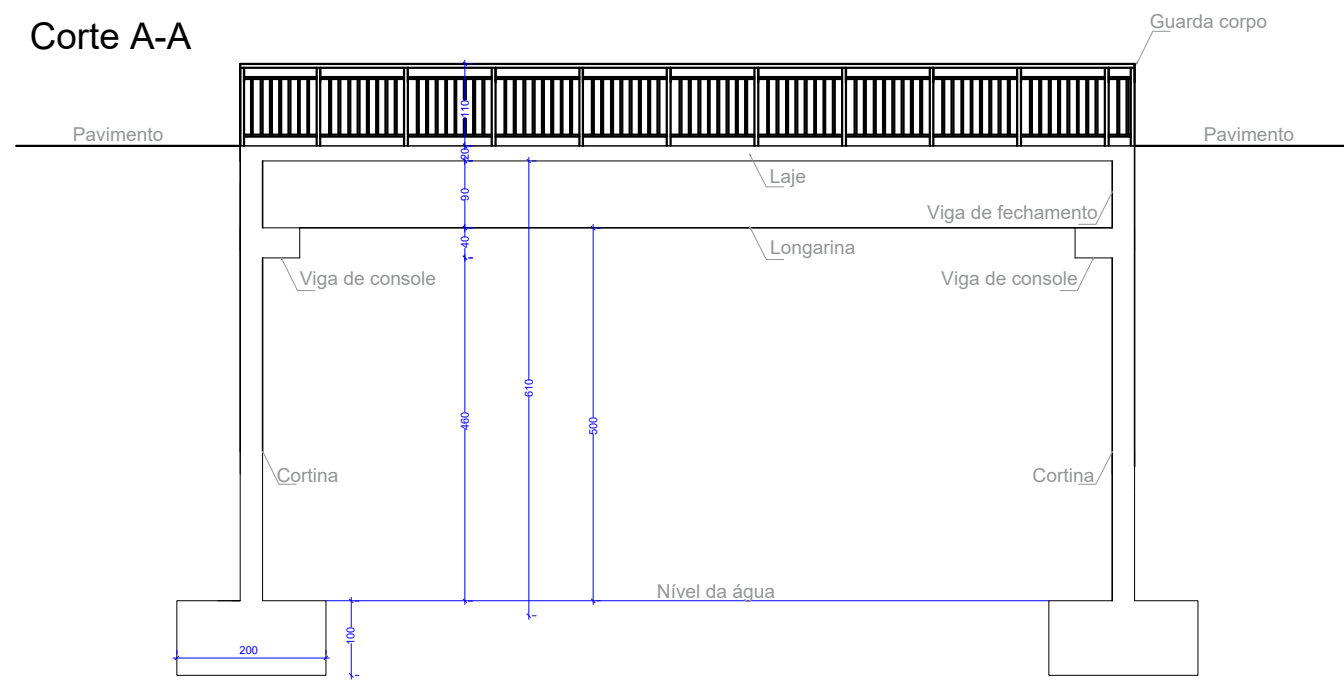 Corte A-A
Guarda corpo
Pavimento
110
Pavimento
20
Laje
90
Viga de fechamento
40
Longarina
Viga de console
Viga de console
610
460
500
Cortina
Cortina
Nível da água
100
200